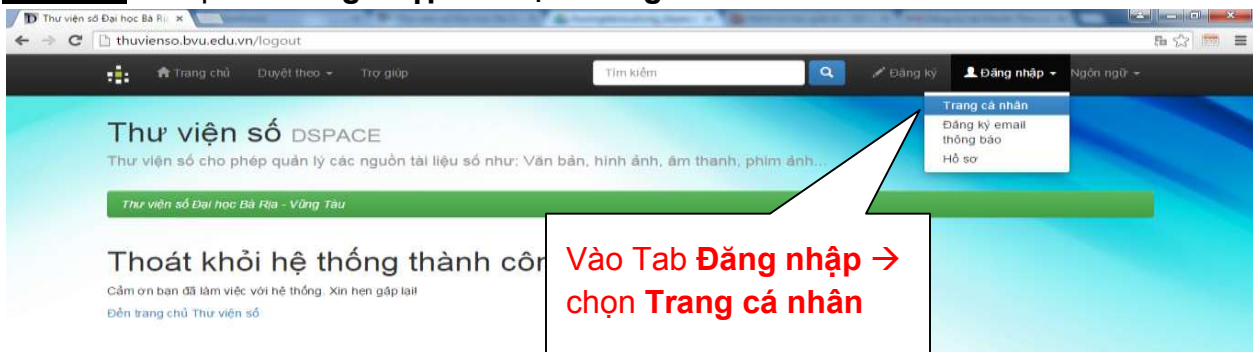 Thư viện số Đại học Bà Rị
thuvienso.bvu.edu.vn/logout
Trang chủ Duyệt theo Trợ giúp Tìm kiếm Đăng ký Đăng nhập Ngôn ngữ
Trang cá nhân
Đăng ký email
thông báo
Hồ sơ
Thư viện số DSPACE
Thư viện số cho phép quản lý các nguồn tài liệu số như: Văn bản, hình ảnh, âm thanh, phim ảnh...
Thư viện số Đại học Bà Rịa - Vũng Tàu
Thoát khỏi hệ thống thành côn
Cảm ơn bạn đã làm việc với hệ thống. Xin hẹn gặp lại!
Đến trang chủ Thư viện số
Vào Tab Đăng nhập →
chọn Trang cá nhân